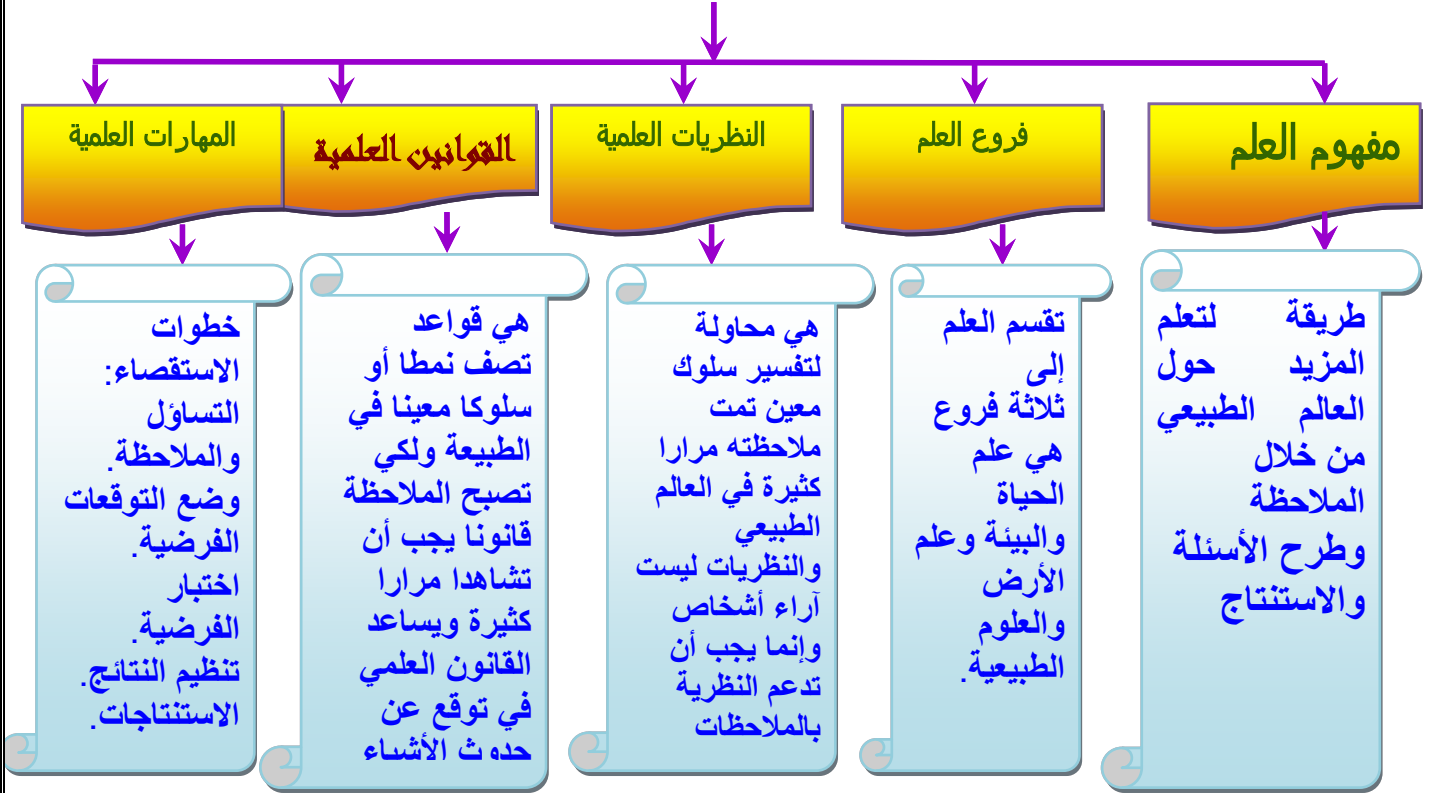 مفهوم العلم
فروع العلم
النظريات العلمية
القوانين العلمية
المهارات العلمية
طريقة لتعلم
المزيد حول
العالم الطبيعي
من خلال
الملاحظة
وطرح الأسئلة
والاستنتاج
تقسم العلم
إلى
ثلاثة فروع
هي علم
الحياة
والبيئة وعلم
الأرض
والعلوم
الطبيعية.
هي محاولة
لتفسير سلوك
معين تمت
ملاحظته مرارا
كثيرة في العالم
الطبيعي
والنظريات ليست
آراء أشخاص
وإنما يجب أن
تدعم النظرية
بالملاحظات
هي قواعد
تصف نمطا أو
سلوكا معينا في
الطبيعة ولكي
تصبح الملاحظة
قانونا يجب أن
تشاهدا مرارا
كثيرة ويساعد
القانون العلمي
في توقع عن
حدوث الأشياء
خطوات
الاستقصاء:
التساؤل
والملاحظة.
وضع التوقعات
الفرضية.
اختبار
الفرضية.
تنظيم النتائج.
الاستنتاجات.